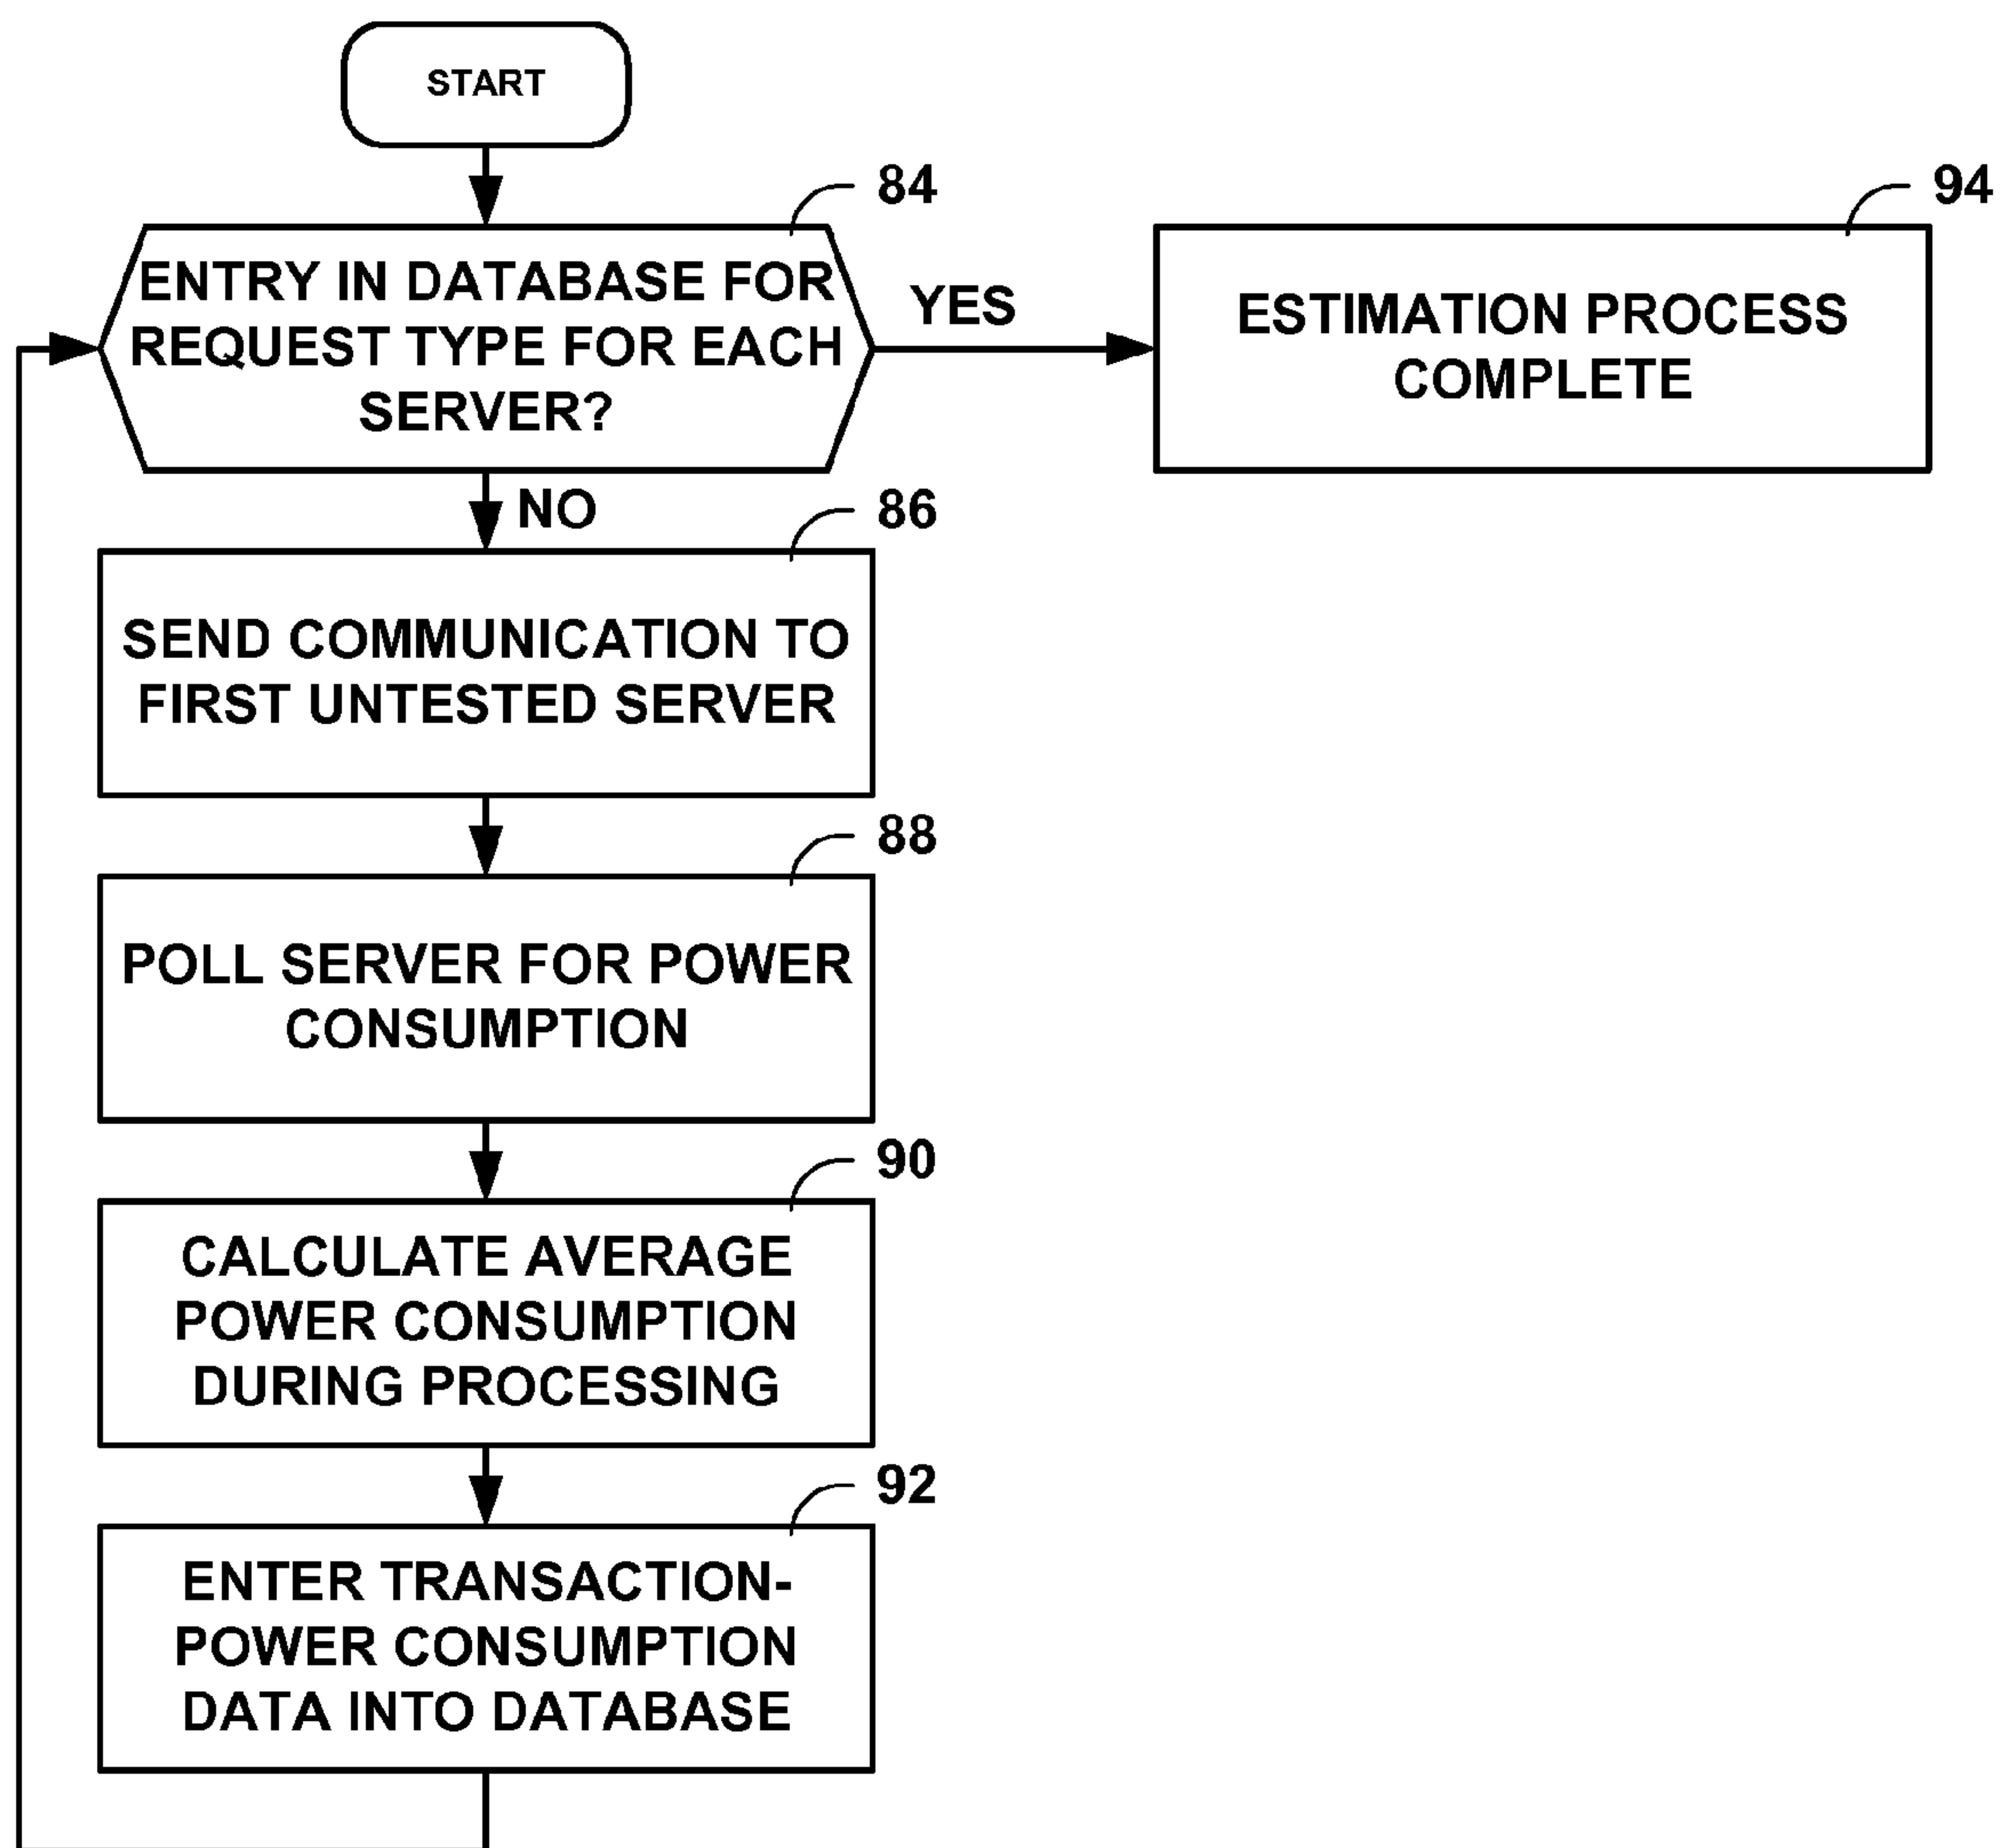 START
84
ENTRY IN DATABASE FOR
REQUEST TYPE FOR EACH
SERVER?
YES
94
ESTIMATION PROCESS
COMPLETE
NO
86
SEND COMMUNICATION TO
FIRST UNTESTED SERVER
88
POLL SERVER FOR POWER
CONSUMPTION
90
CALCULATE AVERAGE
POWER CONSUMPTION
DURING PROCESSING
92
ENTER TRANSACTION-
POWER CONSUMPTION
DATA INTO DATABASE